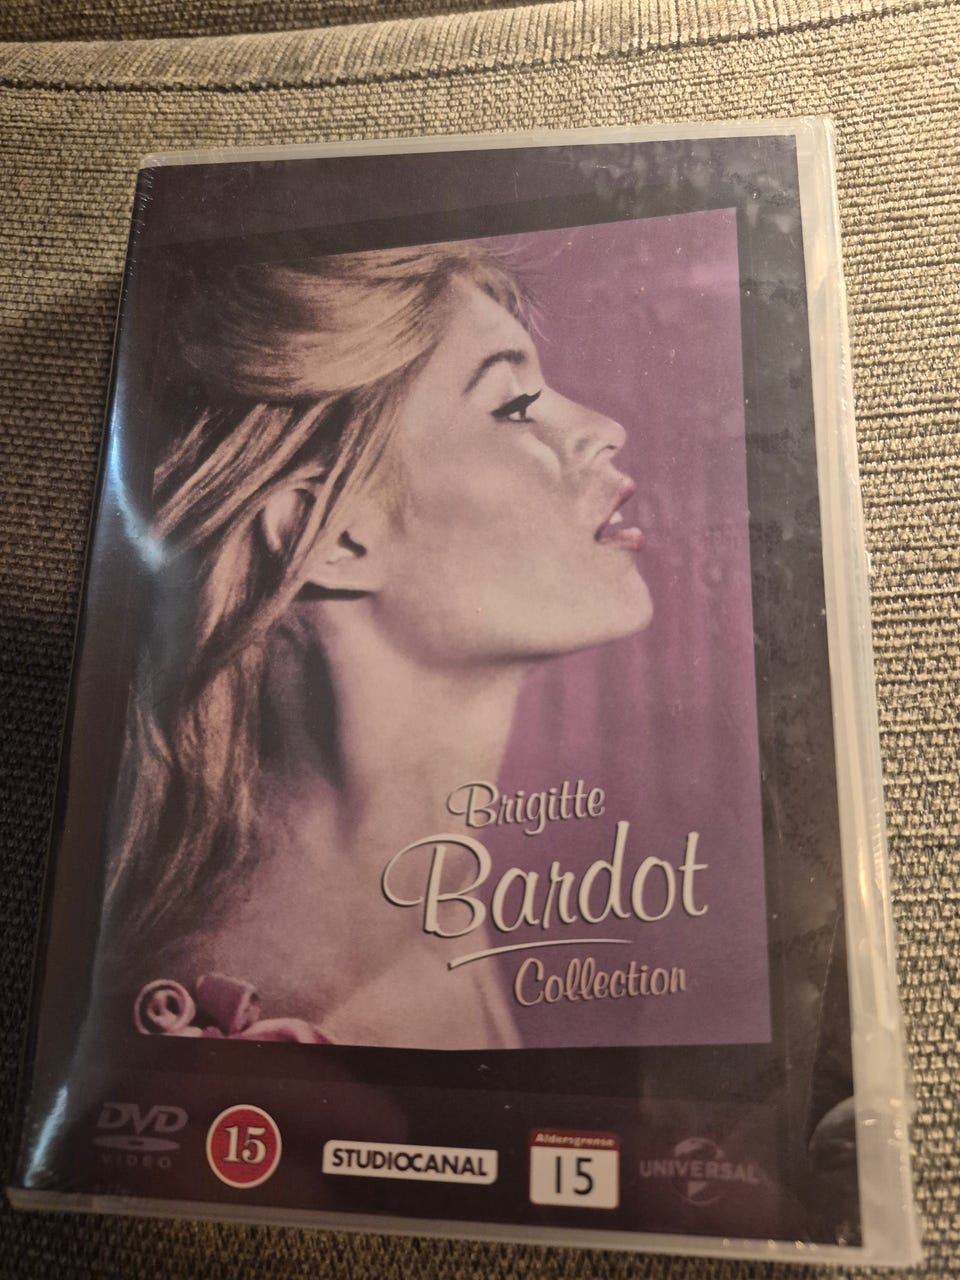 Brigitte
Bardot
Collection
DVD
VIDEO
15
STUDIOCANAL
Aldersgrense
15
UNIVERSAL